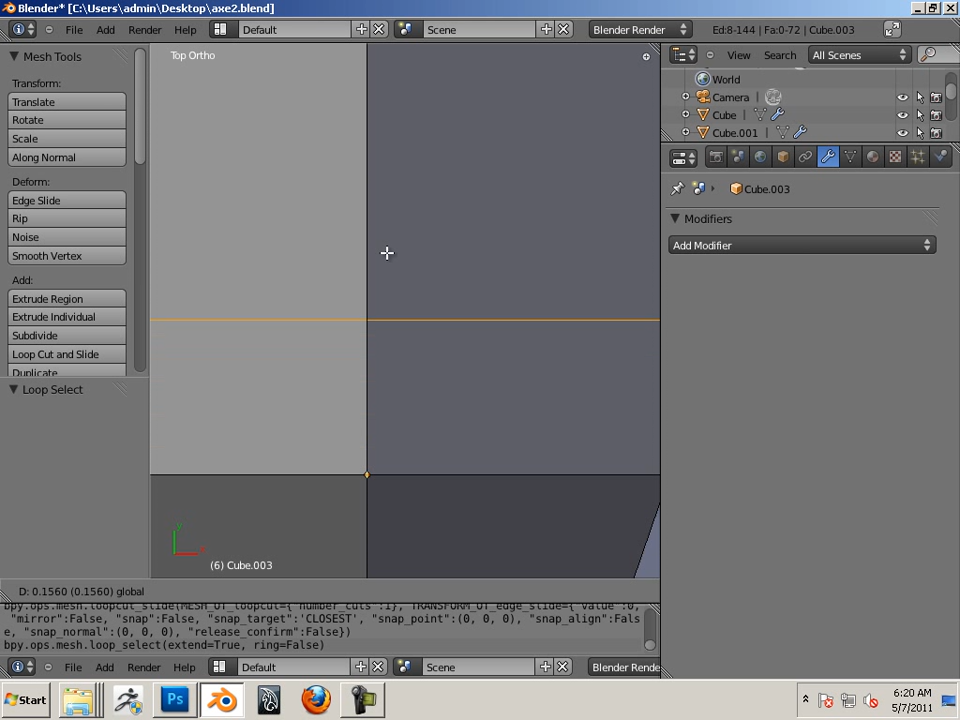 Blender* [C:\Users\admin\Desktop\axe2.blend]
File Add Render Help Default Scene Blender Render Ed:8-144 | Fa:0-72 | Cube.003
Mesh Tools
Top Ortho
View Search All Scenes
Transform:
World
Translate
Camera
Rotate
Cube
Scale
Cube.001
Along Normal
Deform:
Cube.003
Edge Slide
Rip
Modifiers
Noise
Add Modifier
Smooth Vertex
Add:
Extrude Region
Extrude Individual
Subdivide
Loop Cut and Slide
Duplicate
Loop Select
y
x
(6) Cube.003
D: 0.1560 (0.1560) global
bpy.ops.mesh.loopcut_slide(MESH_OT_loopcut={"number_cuts":1}, TRANSFORM_OT_edge_slide={"value":0,
"mirror":False, "snap":False, "snap_target":'CLOSEST', "snap_point":(0, 0, 0), "snap_align":Fals
e, "snap_normal":(0, 0, 0), "release_confirm":False})
bpy.ops.mesh.loop_select(extend=True, ring=False)
File Add Render Help Default Scene Blender Rende
Start
Ps
6:20 AM
5/7/2011